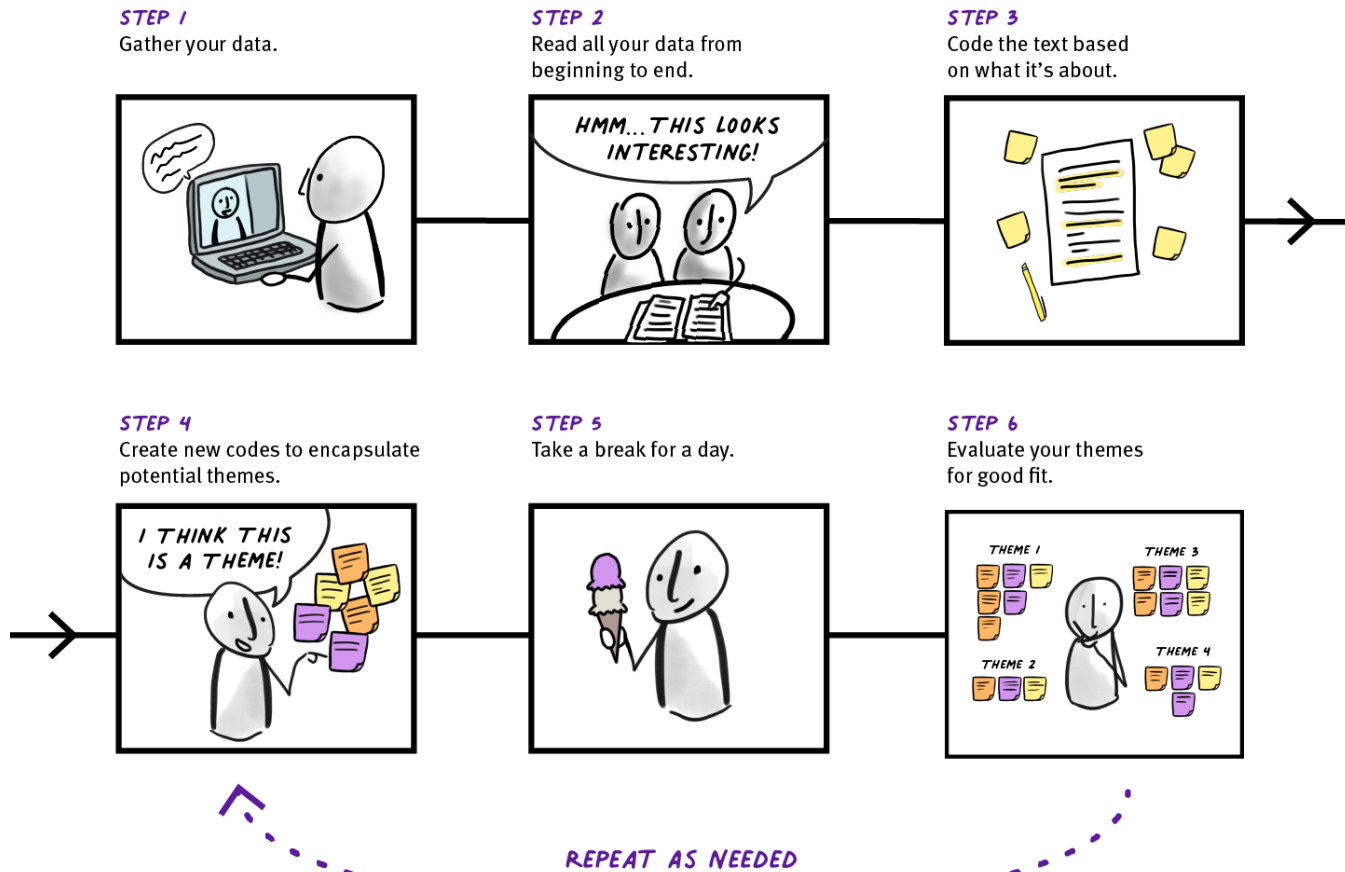 STEP 1
Gather your data.
STEP 2
Read all your data from
beginning to end.
HMM...THIS LOOKS
INTERESTING!
STEP 3
Code the text based
on what it's about.
STEP 4
Create new codes to encapsulate
potential themes.
I THINK THIS
IS A THEME!
STEP 5
Take a break for a day.
STEP 6
Evaluate your themes
for good fit.
THEME 1
THEME 3
THEME 2
THEME 4
REPEAT AS NEEDED